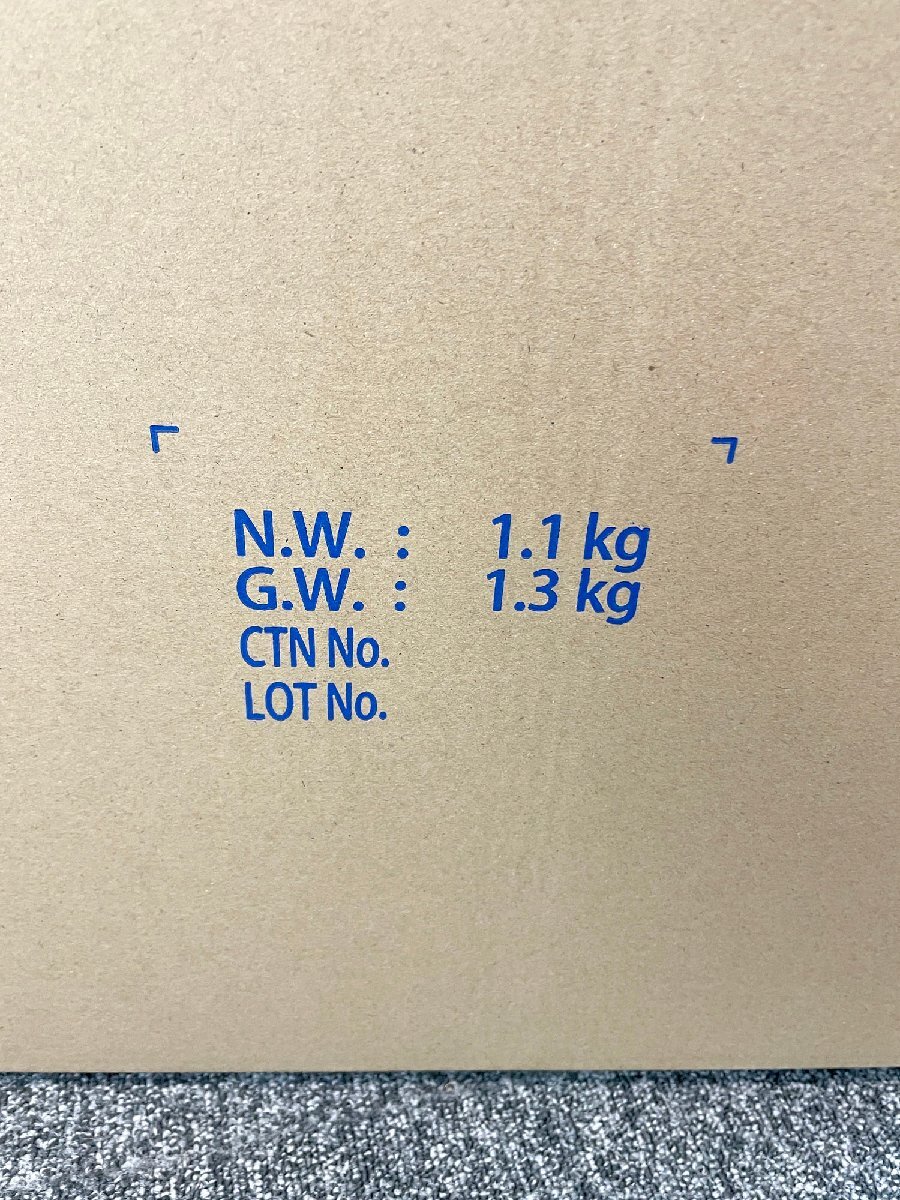 N.W. : 1.1 kg
G.W. : 1.3 kg
CTN No.
LOT No.